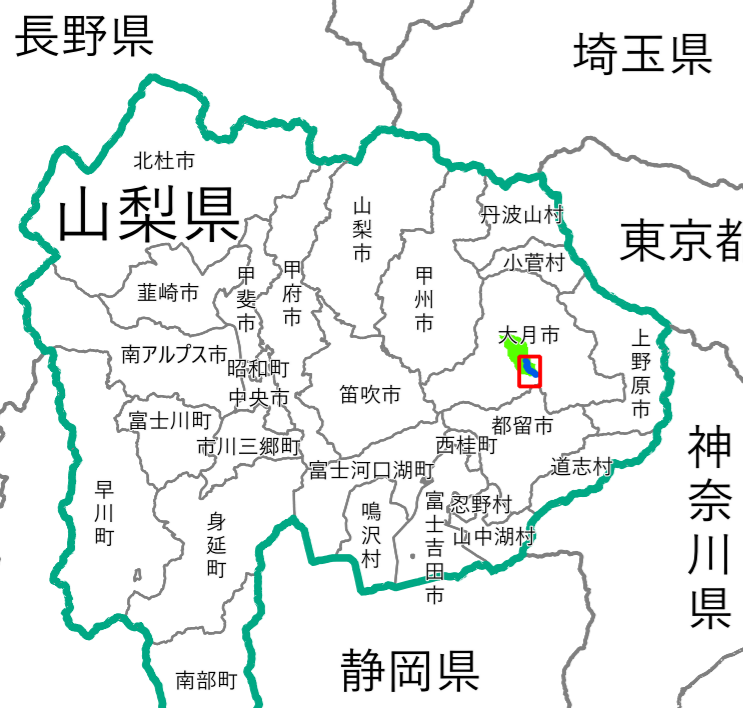 長野県
埼玉県
北杜市
山梨県
山梨市
丹波山村
東京都
小菅村
甲斐市
甲府市
甲州市
韮崎市
大月市
上野原市
南アルプス市
昭和町
中央市
笛吹市
富士川町
都留市
市川三郷町
西桂町
神奈川県
富士河口湖町
道志村
早川町
身延町
鳴沢村
富士吉田市
忍野村
山中湖村
静岡県
南部町